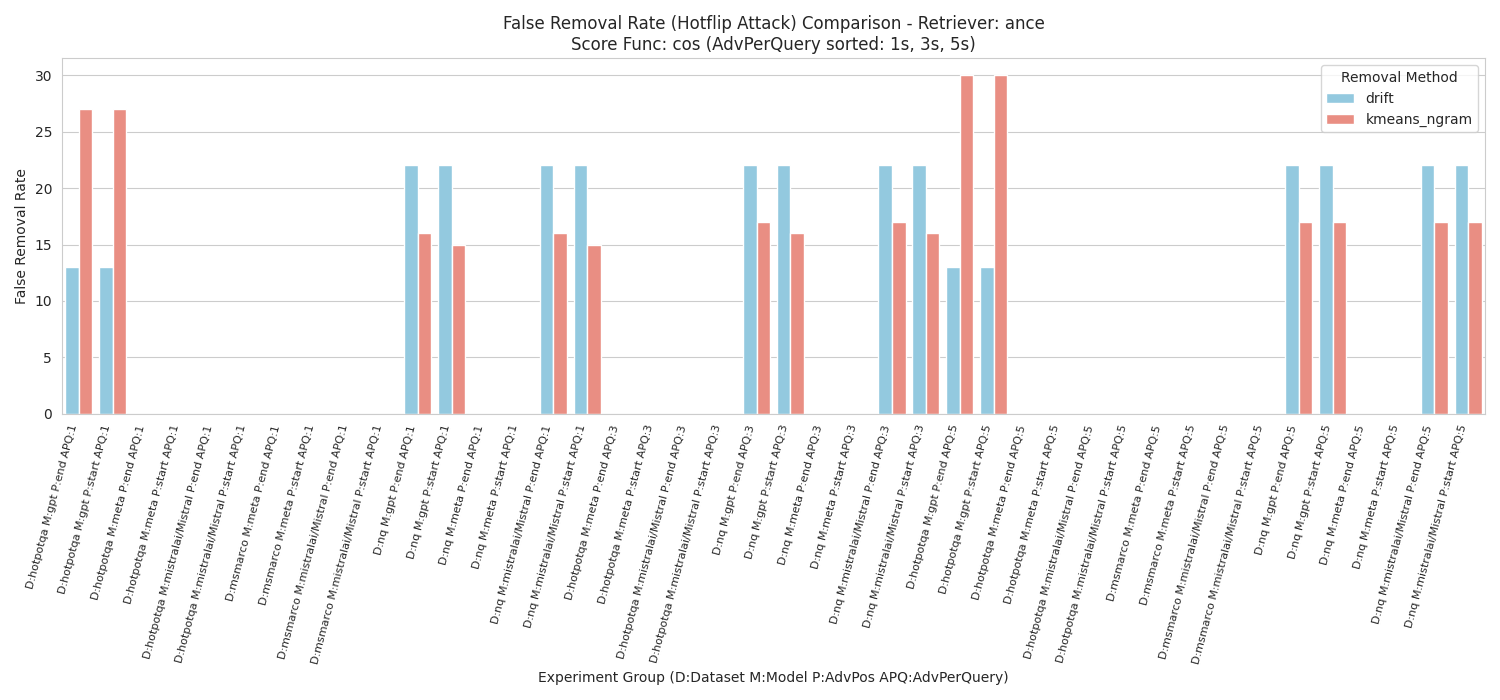 False Removal Rate (Hotflip Attack) Comparison - Retriever: ance
Score Func: cos (AdvPerQuery sorted: 1s, 3s, 5s)
Removal Method
drift
kmeans_ngram
False Removal Rate
30
25
20
15
10
5
0
D:hotpotqa M:gpt P:end APQ:1
D:hotpotqa M:gpt P:start APQ:1
D:hotpotqa M:meta P:end APQ:1
D:hotpotqa M:meta P:start APQ:1
D:hotpotqa M:mistralai/Mistral P:end APQ:1
D:hotpotqa M:mistralai/Mistral P:start APQ:1
D:msmarco M:meta P:end APQ:1
D:msmarco M:meta P:start APQ:1
D:msmarco M:mistralai/Mistral P:end APQ:1
D:msmarco M:mistralai/Mistral P:start APQ:1
D:nq M:gpt P:end APQ:1
D:nq M:gpt P:start APQ:1
D:nq M:meta P:end APQ:1
D:nq M:meta P:start APQ:1
D:nq M:mistralai/Mistral P:end APQ:1
D:nq M:mistralai/Mistral P:start APQ:1
D:hotpotqa M:meta P:end APQ:3
D:hotpotqa M:meta P:start APQ:3
D:hotpotqa M:mistralai/Mistral P:end APQ:3
D:hotpotqa M:mistralai/Mistral P:start APQ:3
D:nq M:gpt P:end APQ:3
D:nq M:gpt P:start APQ:3
D:nq M:meta P:end APQ:3
D:nq M:meta P:start APQ:3
D:nq M:mistralai/Mistral P:end APQ:3
D:nq M:mistralai/Mistral P:start APQ:3
D:hotpotqa M:gpt P:end APQ:5
D:hotpotqa M:gpt P:start APQ:5
D:hotpotqa M:meta P:end APQ:5
D:hotpotqa M:meta P:start APQ:5
D:hotpotqa M:mistralai/Mistral P:end APQ:5
D:hotpotqa M:mistralai/Mistral P:start APQ:5
D:msmarco M:meta P:end APQ:5
D:msmarco M:meta P:start APQ:5
D:msmarco M:mistralai/Mistral P:end APQ:5
D:msmarco M:mistralai/Mistral P:start APQ:5
D:nq M:gpt P:end APQ:5
D:nq M:gpt P:start APQ:5
D:nq M:meta P:end APQ:5
D:nq M:meta P:start APQ:5
D:nq M:mistralai/Mistral P:end APQ:5
D:nq M:mistralai/Mistral P:start APQ:5
Experiment Group (D:Dataset M:Model P:AdvPos APQ:AdvPerQuery)